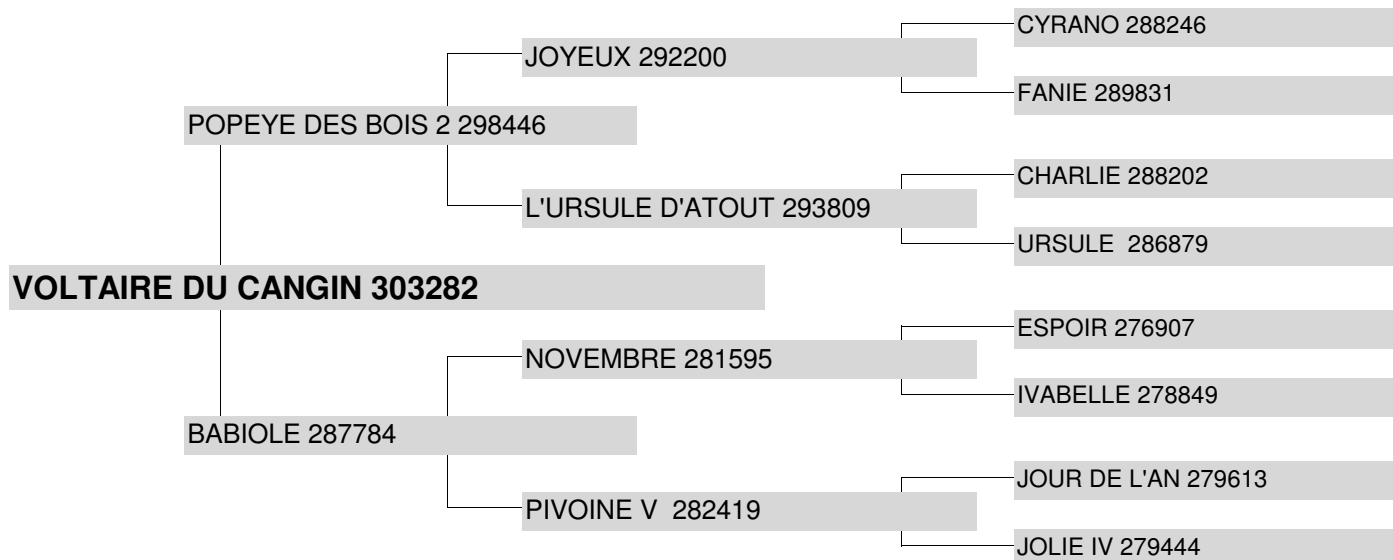 CYRANO 288246
JOYEUX 292200
FANIE 289831
POPEYE DES BOIS 2 298446
CHARLIE 288202
L'URSULE D'ATOUT 293809
URSULE  286879
VOLTAIRE DU CANGIN 303282
ESPOIR 276907
NOVEMBRE 281595
IVABELLE 278849
BABIOLE 287784
JOUR DE L'AN 279613
PIVOINE V  282419
JOLIE IV 279444